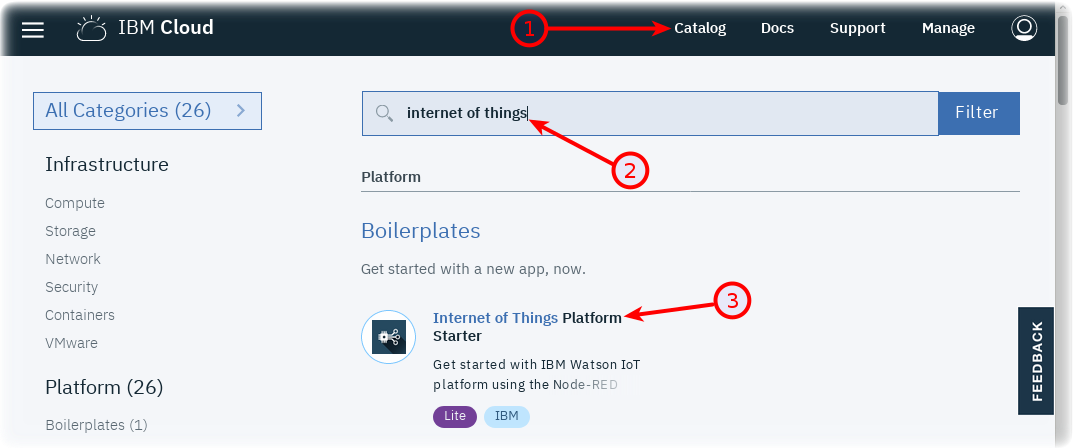 IBM Cloud
1
Catalog
Docs
Support
Manage
All Categories (26)
internet of things
Filter
2
Infrastructure
Compute
Storage
Network
Security
Containers
VMware
Platform (26)
Boilerplates (1)
Platform
Boilerplates
Get started with a new app, now.
3
Internet of Things Platform
Starter
Get started with IBM Watson IoT
platform using the Node-RED
Lite
IBM
FEEDBACK